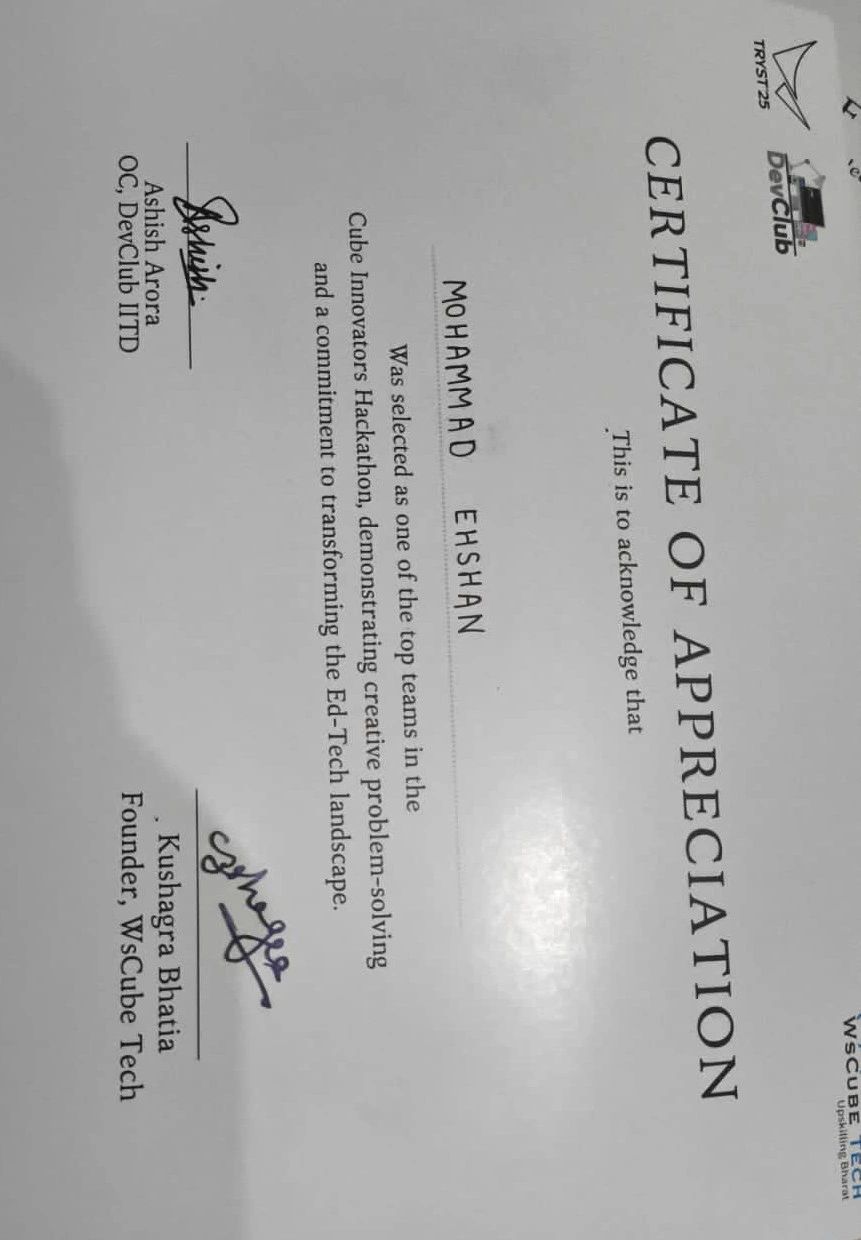 TRYST'25
DevClub
WSCUBE TECH
Upskilling Bharat
CERTIFICATE OF APPRECIATION
This is to acknowledge that
MOHAMMAD EHSHAN
Was selected as one of the top teams in the
Cube Innovators Hackathon, demonstrating creative problem-solving
and a commitment to transforming the Ed-Tech landscape.
Ashish
Ashish Arora
OC, DevClub IITD
Kushagra Bhatia
Founder, WsCube Tech